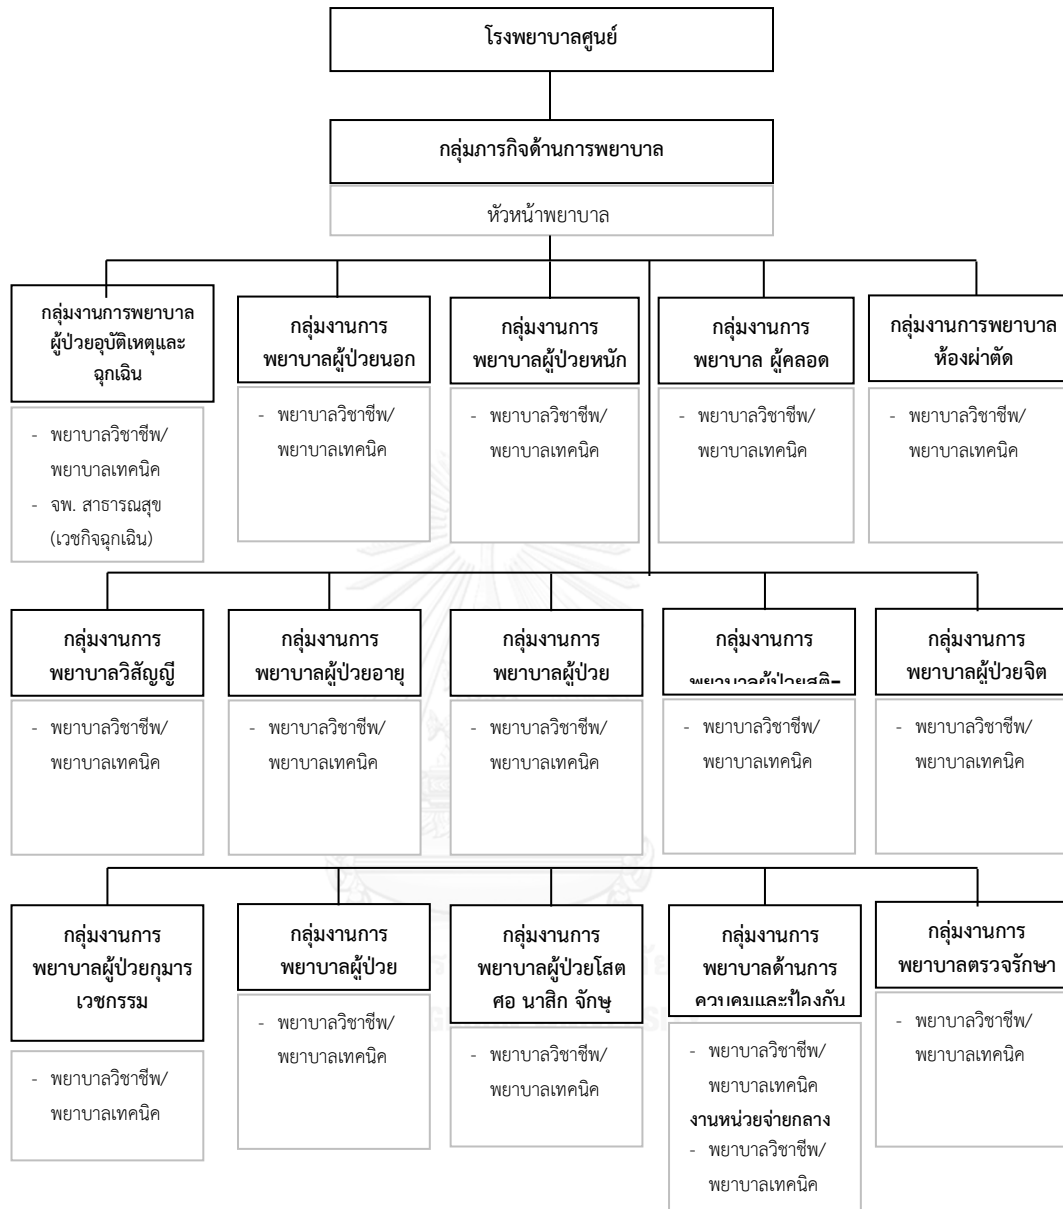 โรงพยาบาลศูนย์
กลุ่มภารกิจด้านการพยาบาล
หัวหน้าพยาบาล
กลุ่มงานการพยาบาล
ผู้ป่วยอุบัติเหตุและ
ฉุกเฉิน
- พยาบาลวิชาชีพ/
พยาบาลเทคนิค
- จพ. สาธารณสุข
(เวชกิจฉุกเฉิน)
กลุ่มงานการ
พยาบาลผู้ป่วยนอก
- พยาบาลวิชาชีพ/
พยาบาลเทคนิค
กลุ่มงานการ
พยาบาลผู้ป่วยหนัก
- พยาบาลวิชาชีพ/
พยาบาลเทคนิค
กลุ่มงานการ
พยาบาล ผู้คลอด
- พยาบาลวิชาชีพ/
พยาบาลเทคนิค
กลุ่มงานการพยาบาล
ห้องผ่าตัด
- พยาบาลวิชาชีพ/
พยาบาลเทคนิค
กลุ่มงานการ
พยาบาลวิสัญญี
- พยาบาลวิชาชีพ/
พยาบาลเทคนิค
กลุ่มงานการ
พยาบาลผู้ป่วยอายุ
- พยาบาลวิชาชีพ/
พยาบาลเทคนิค
กลุ่มงานการ
พยาบาลผู้ป่วย
- พยาบาลวิชาชีพ/
พยาบาลเทคนิค
กลุ่มงานการ
พยาบาลผู้ป่วยสูติ-
- พยาบาลวิชาชีพ/
พยาบาลเทคนิค
กลุ่มงานการ
พยาบาลผู้ป่วยจิต
- พยาบาลวิชาชีพ/
พยาบาลเทคนิค
กลุ่มงานการ
พยาบาลผู้ป่วยกุมาร
เวชกรรม
- พยาบาลวิชาชีพ/
พยาบาลเทคนิค
กลุ่มงานการ
พยาบาลผู้ป่วย
- พยาบาลวิชาชีพ/
พยาบาลเทคนิค
กลุ่มงานการ
พยาบาลผู้ป่วยโสต
ศอ นาสิก จักษุ
- พยาบาลวิชาชีพ/
พยาบาลเทคนิค
กลุ่มงานการ
พยาบาลด้านการ
ควบคุมและป้องกัน
- พยาบาลวิชาชีพ/
พยาบาลเทคนิค
งานหน่วยจ่ายกลาง
- พยาบาลวิชาชีพ/
พยาบาลเทคนิค
กลุ่มงานการ
พยาบาลตรวจรักษา
- พยาบาลวิชาชีพ/
พยาบาลเทคนิค